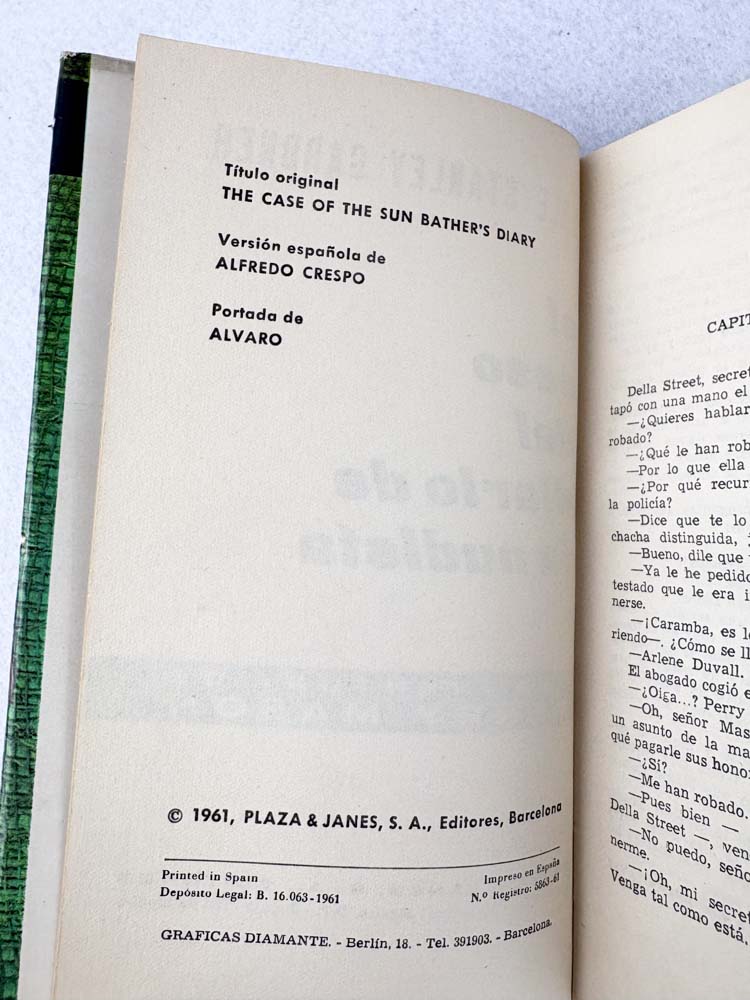 Título original
THE CASE OF THE SUN BATHER'S DIARY
Versión española de
ALFREDO CRESPO
Portada de
ALVARO
© 1961, PLAZA & JANES, S. A., Editores, Barcelona
Printed in Spain
Impreso en España
Depósito Legal: B. 16.063-1961
N.º Registro: 5863-61
GRAFICAS DIAMANTE. - Berlín, 18. - Tel. 391903. - Barcelona.
CAPIT
Della Street, secret
tapó con una mano el
—¿Quieres hablar
robado?
—¿Qué le han rob
—Por lo que ella
—¿Por qué recur
la policía?
—Dice que te lo
chacha distinguida,
—Bueno, dile que
—Ya le he pedido
testado que le era i
nerse.
—¡Caramba, es l
riendo—. ¿Cómo se ll
—Arlene Duvall.
El abogado cogió e
—¿Oiga...? Perry
—Oh, señor Mas
un asunto de la ma
qué pagarle sus hono
—¿Sí?
—Me han robado.
—Pues bien —
Della Street —, ven
—No puedo, seño
nerme.
—¡Oh, mi secret
Venga tal como está.